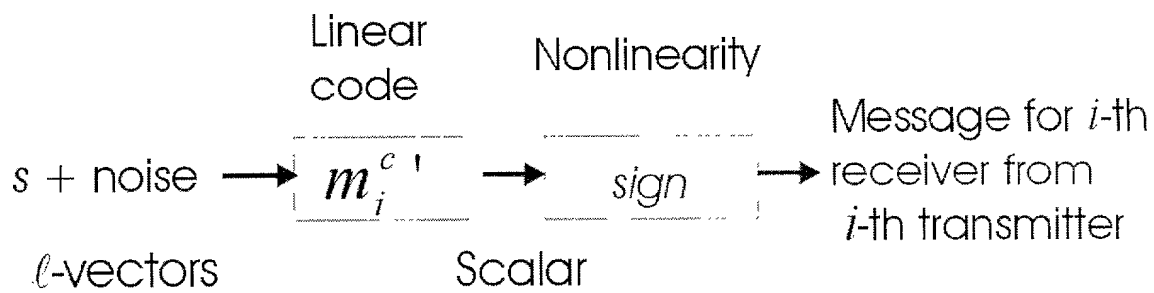 Linear
code
Nonlinearity
s + noise
m_i^c '
sign
Message for i-th
receiver from
i-th transmitter
ℓ-vectors
Scalar